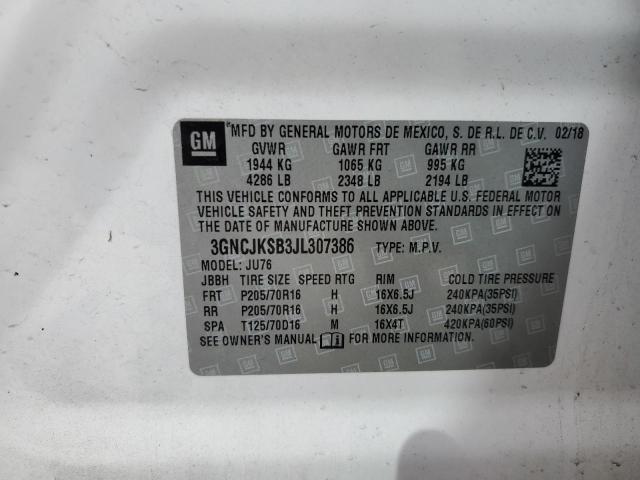 GM
*MFD BY GENERAL MOTORS DE MEXICO, S. DE R.L. DE C.V. 02/18
GVWR GAWR FRT GAWR RR
1944 KG 1065 KG 995 KG
4286 LB 2348 LB 2194 LB
THIS VEHICLE CONFORMS TO ALL APPLICABLE U.S. FEDERAL MOTOR
VEHICLE SAFETY AND THEFT PREVENTION STANDARDS IN EFFECT ON
THE DATE OF MANUFACTURE SHOWN ABOVE.
3GNCJKSB3JL307386 TYPE: M.P.V.
MODEL: JU76
JBBH TIRE SIZE SPEED RTG RIM COLD TIRE PRESSURE
FRT P205/70R16 H 16X6.5J 240KPA(35PSI)
RR P205/70R16 H 16X6.5J 240KPA(35PSI)
SPA T125/70D16 M 16X4T 420KPA(60PSI)
SEE OWNER'S MANUAL FOR MORE INFORMATION.